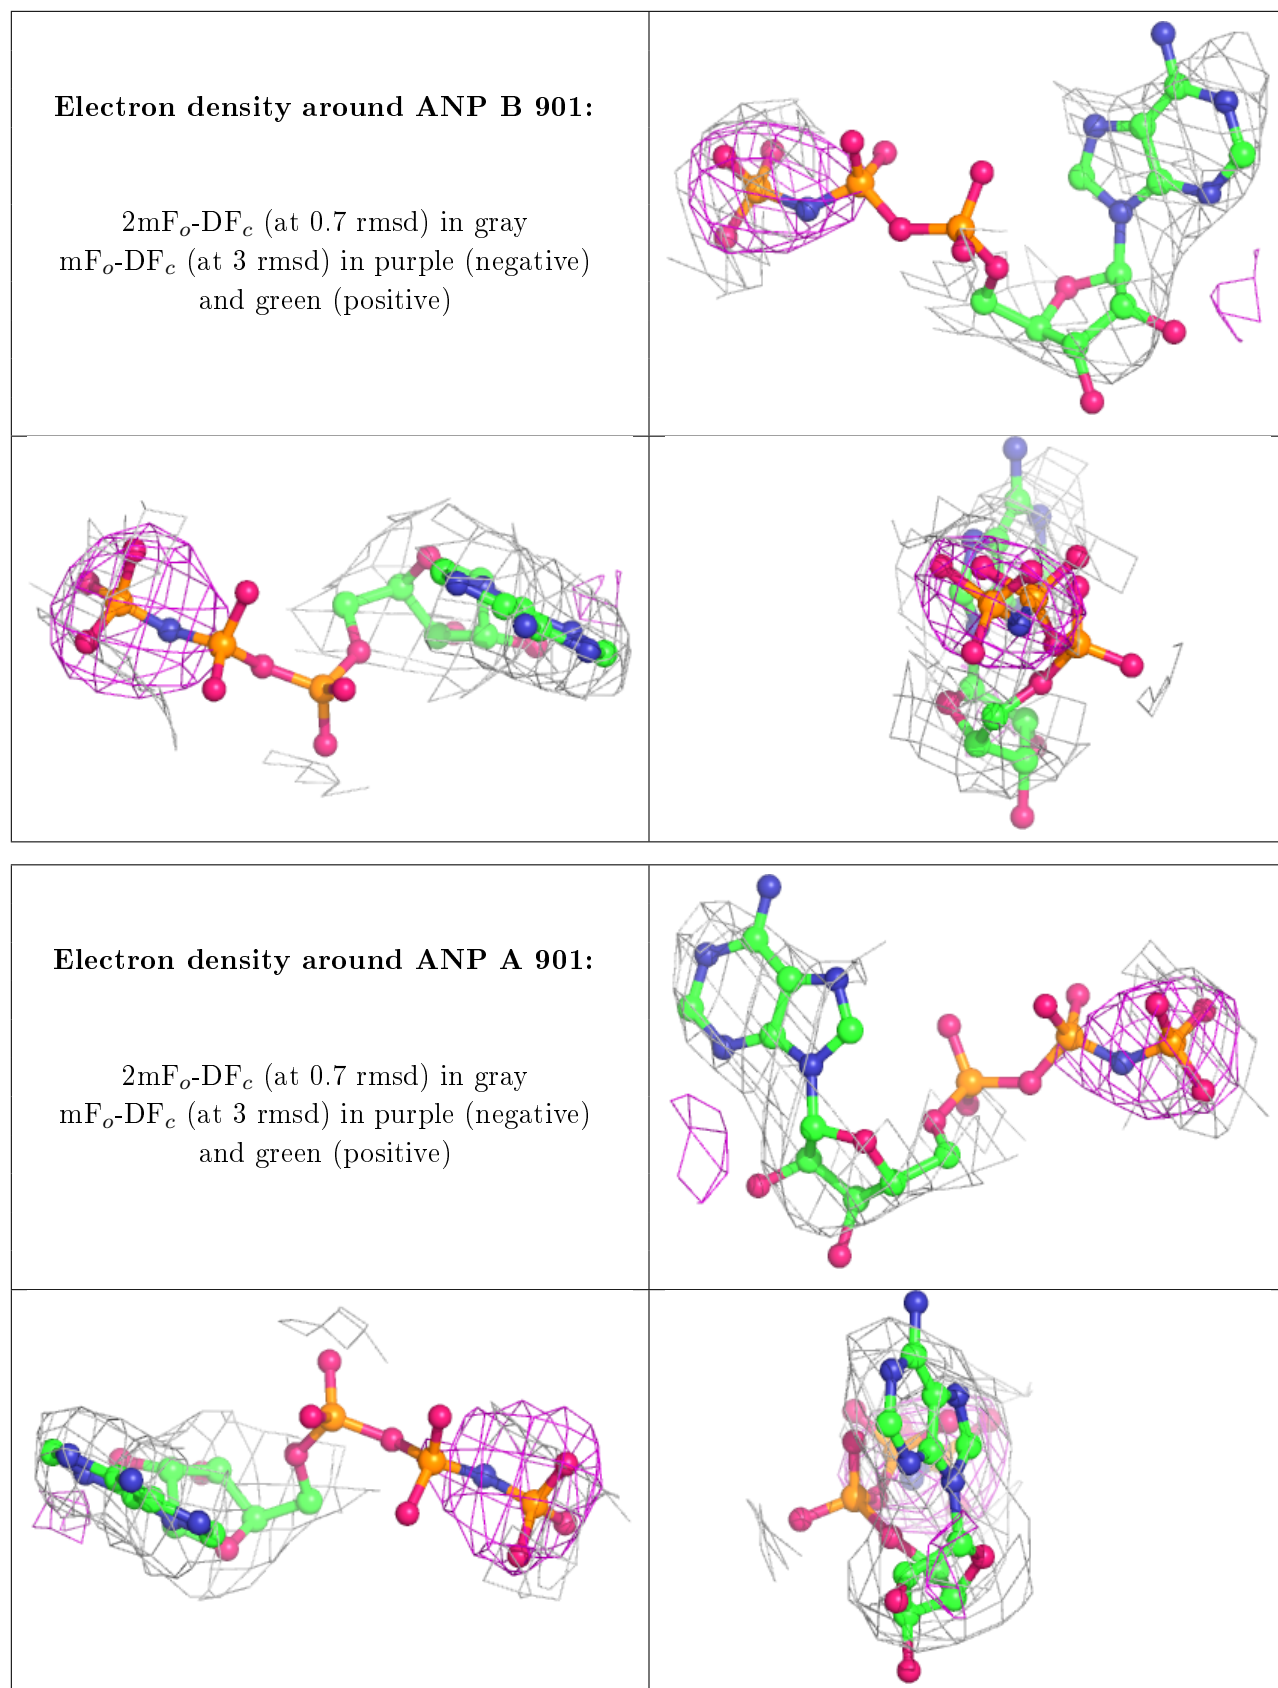 Electron density around ANP B 901:
2mF𝑜-DF𝑐 (at 0.7 rmsd) in gray
mF𝑜-DF𝑐 (at 3 rmsd) in purple (negative)
and green (positive)
Electron density around ANP A 901:
2mF𝑜-DF𝑐 (at 0.7 rmsd) in gray
mF𝑜-DF𝑐 (at 3 rmsd) in purple (negative)
and green (positive)